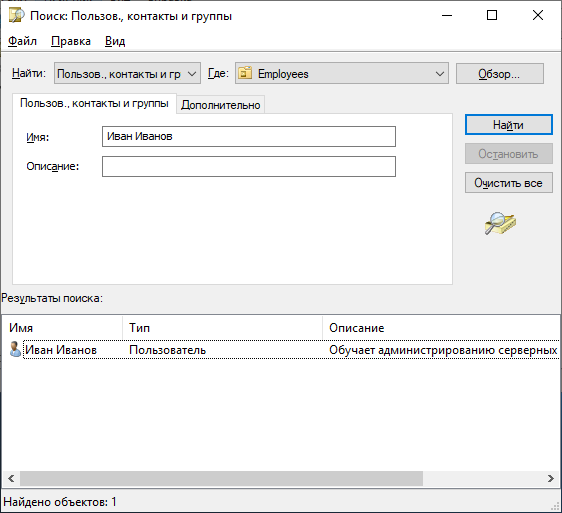 Поиск: Пользов., контакты и группы
Файл Правка Вид
Найти: Пользов., контакты и гр Где: Employees Обзор...
Пользов., контакты и группы Дополнительно
Имя: Иван Иванов Найти
Остановить
Описание: Очистить все
Результаты поиска:
Имя Тип Описание
Иван Иванов Пользователь Обучает администрированию серверных
Найдено объектов: 1